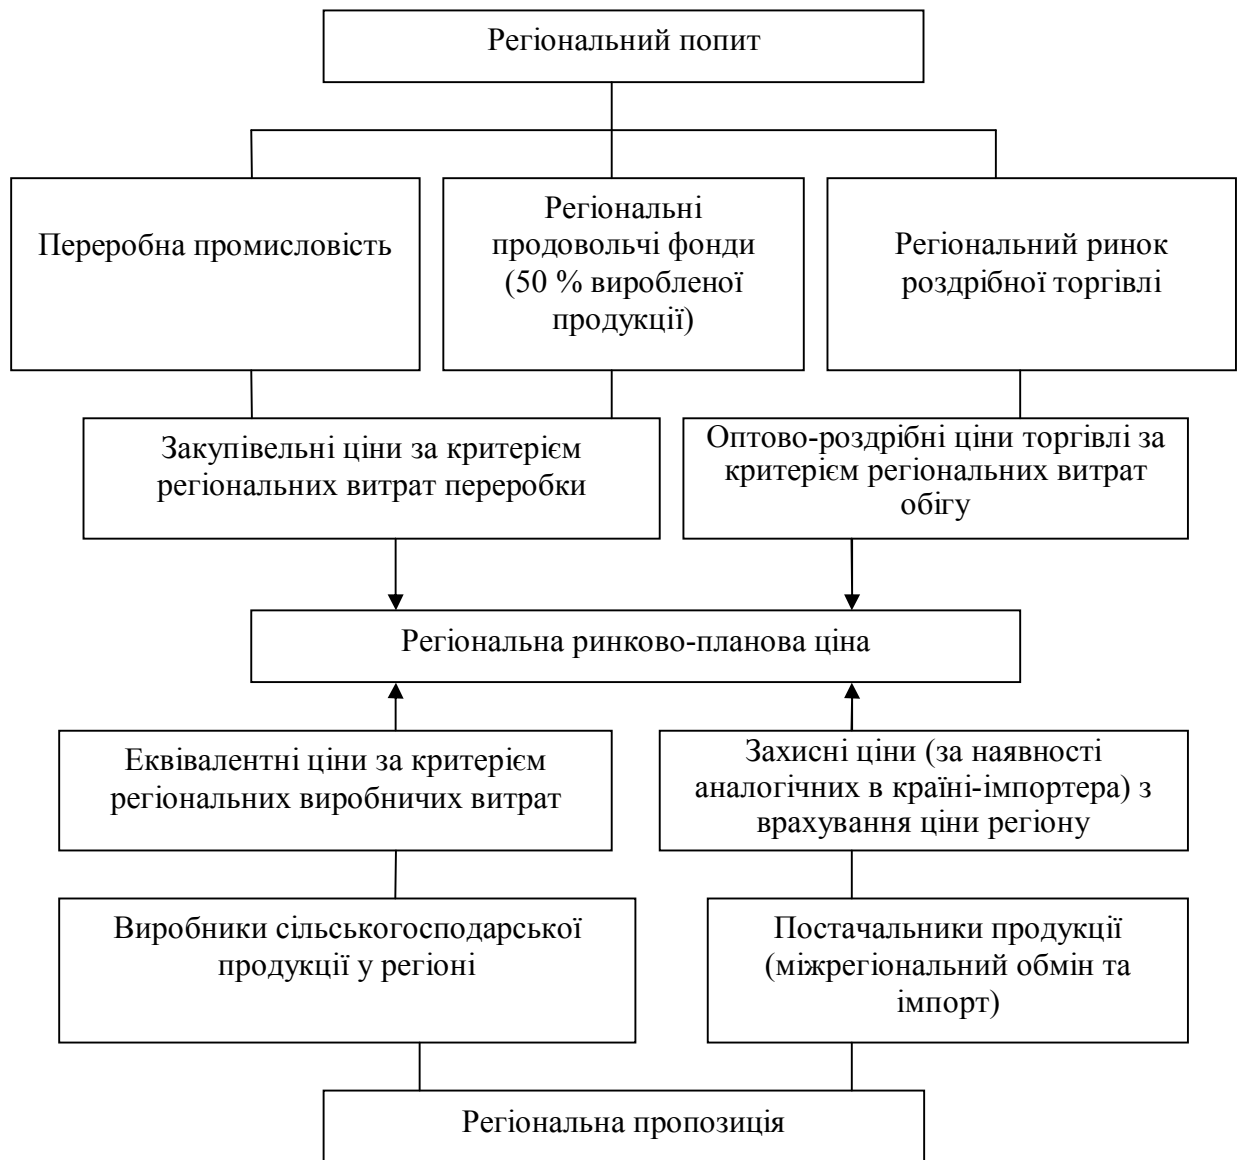 Регіональний попит
Переробна промисловість
Регіональні
продовольчі фонди
(50 % виробленої
продукції)
Регіональний ринок
роздрібної торгівлі
Закупівельні ціни за критерієм
регіональних витрат переробки
Оптово-роздрібні ціни торгівлі за
критерієм регіональних витрат
обігу
Регіональна ринково-планова ціна
Еквівалентні ціни за критерієм
регіональних виробничих витрат
Захисні ціни (за наявності
аналогічних в країні-імпортера) з
врахування ціни регіону
Виробники сільськогосподарської
продукції у регіоні
Постачальники продукції
(міжрегіональний обмін та
імпорт)
Регіональна пропозиція